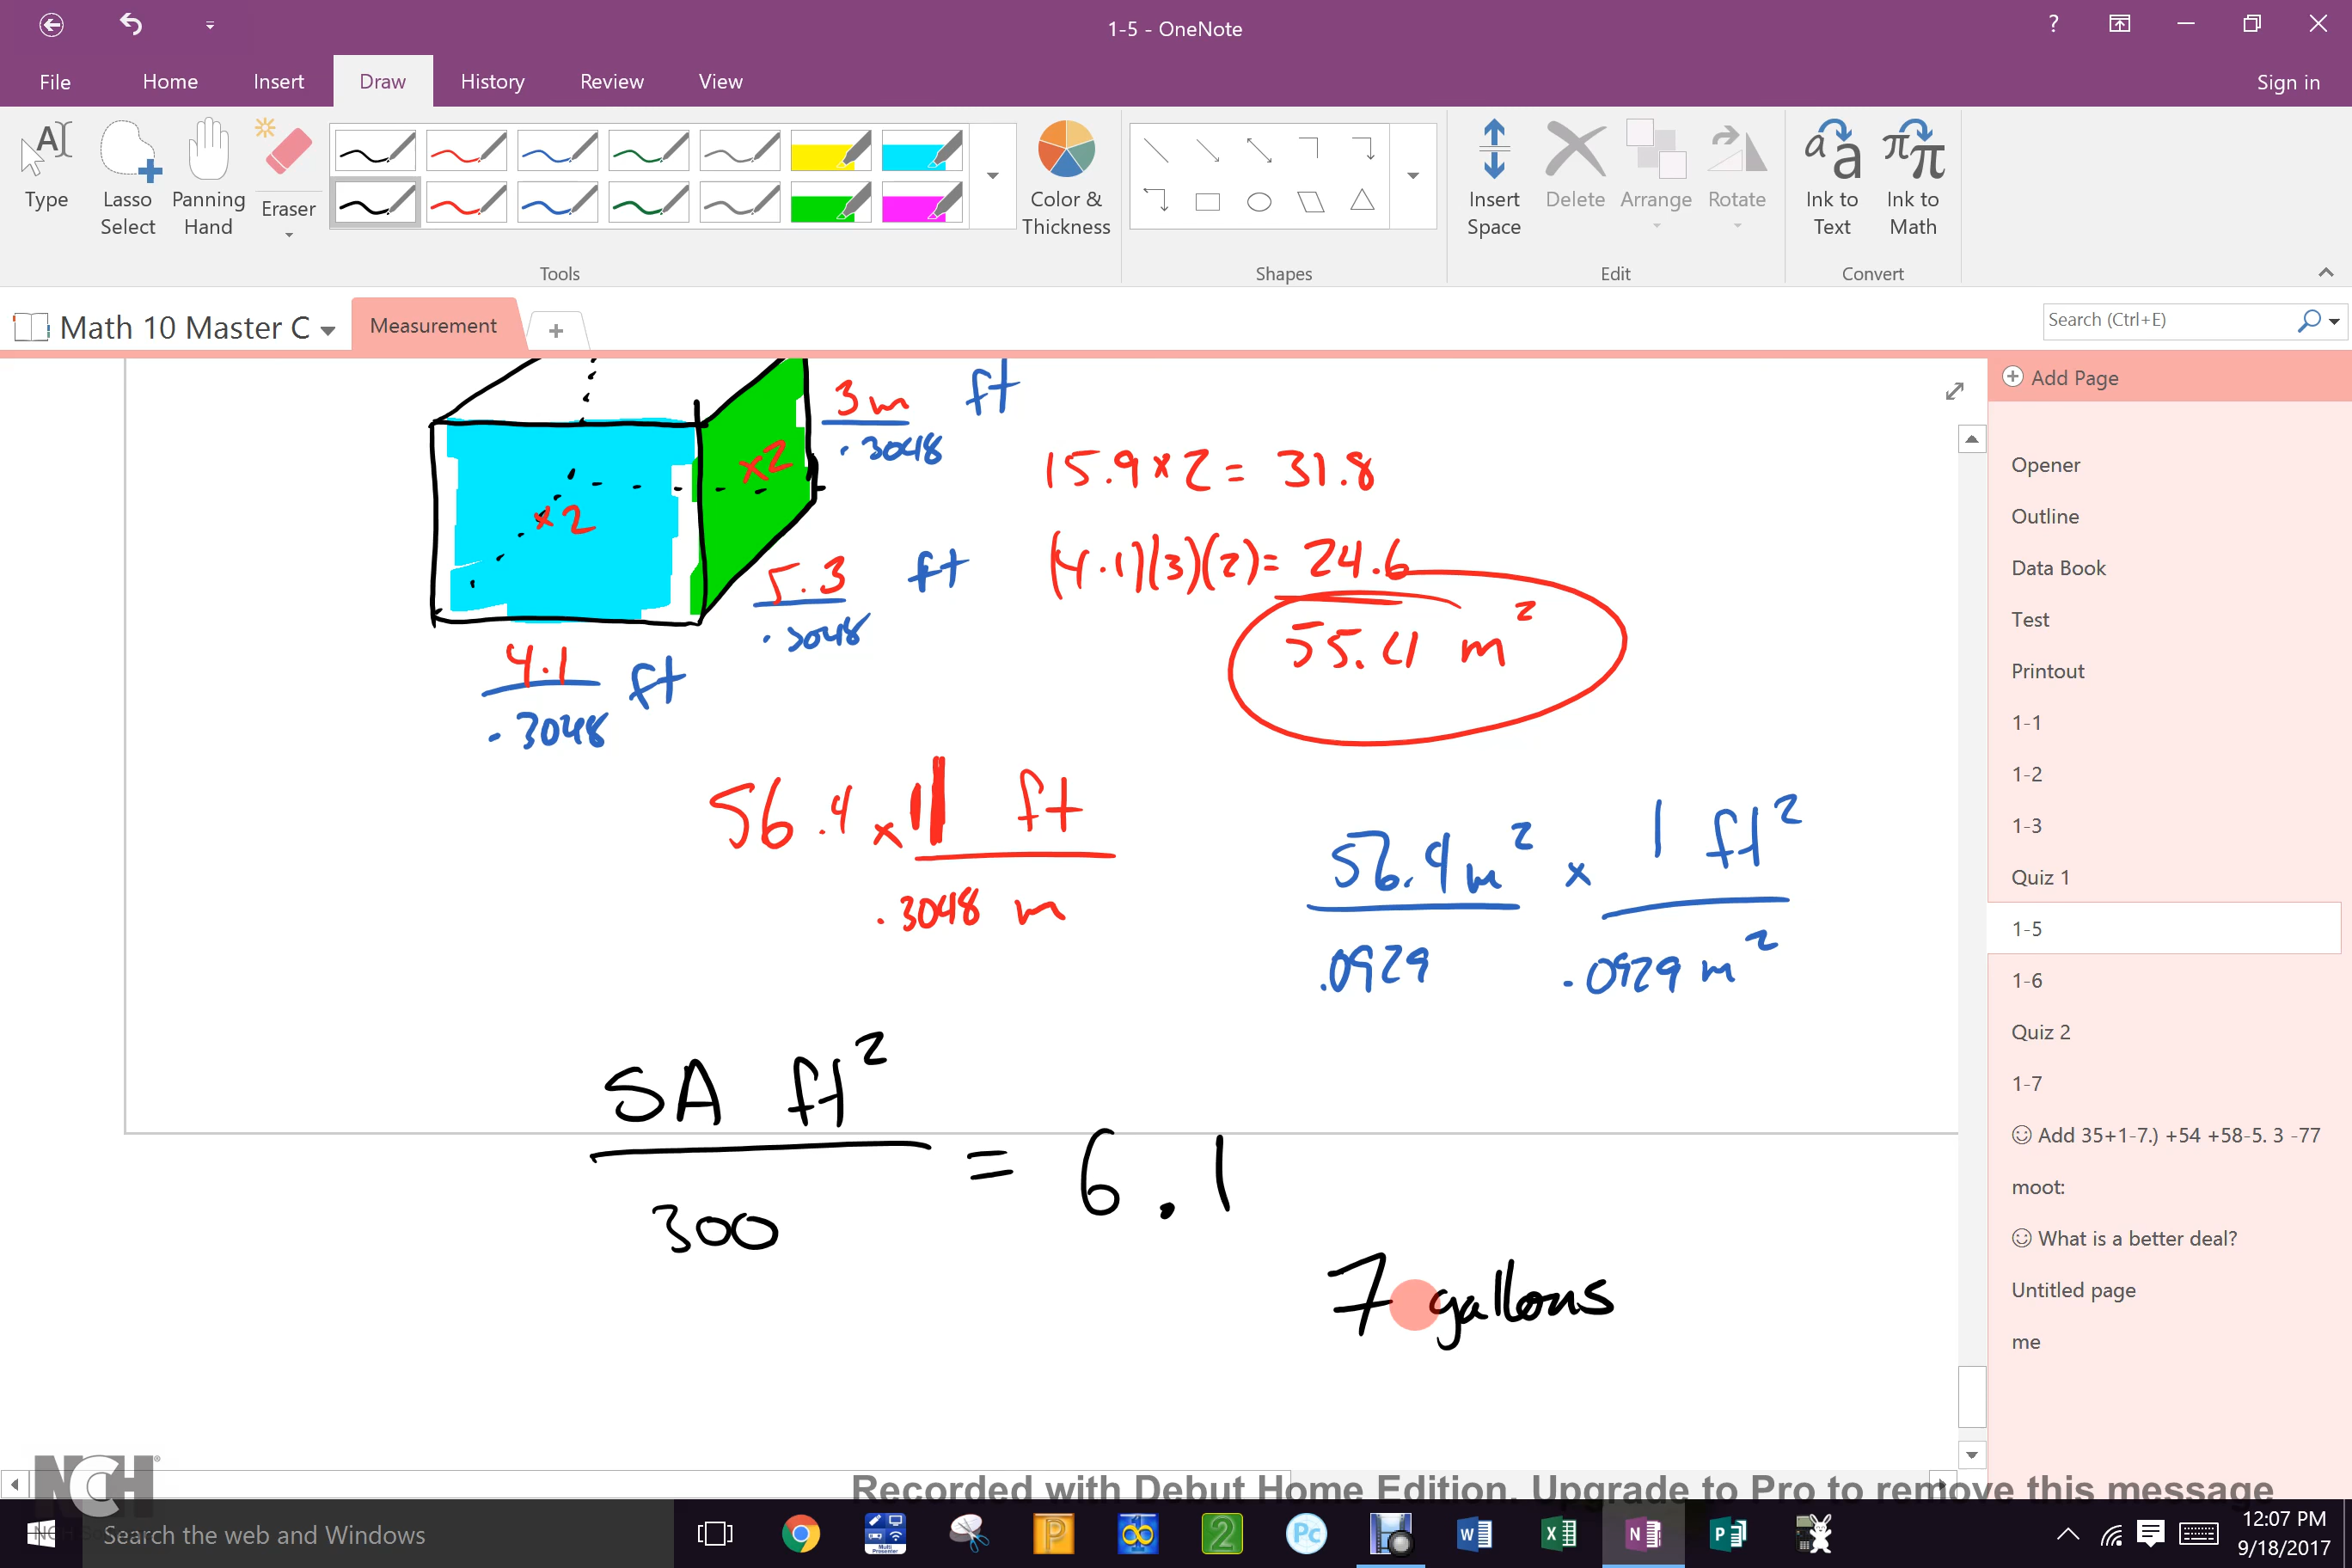 1-5 - OneNote
?
File Home Insert Draw History Review View Sign in
Type
Lasso Select
Panning Hand
Eraser
Color & Thickness
Insert Space
Delete
Arrange
Rotate
Ink to Text
Ink to Math
Tools Shapes Edit Convert
Math 10 Master C Measurement +
Search (Ctrl+E)
Add Page
Opener
Outline
Data Book
Test
Printout
1-1
1-2
1-3
Quiz 1
1-5
1-6
Quiz 2
1-7
☺ Add 35+1-7.) +54 +58-5. 3 -77
moot:
☺ What is a better deal?
Untitled page
me
3 m ft
.3048
×2
×2
15.9×2 = 31.8
5.3 ft
.3048
(4.1)(3)(2)= 24.6
4.1 ft
.3048
m²
56.4 × 1 ft
.3048 m
56.4 m² × 1 ft²
.0929 .0929 m²
SA ft²
300
= 6.1
7 gallons
NCH
Recorded with Debut Home Edition. Upgrade to Pro to remove this message
Search the web and Windows
12:07 PM
9/18/2017